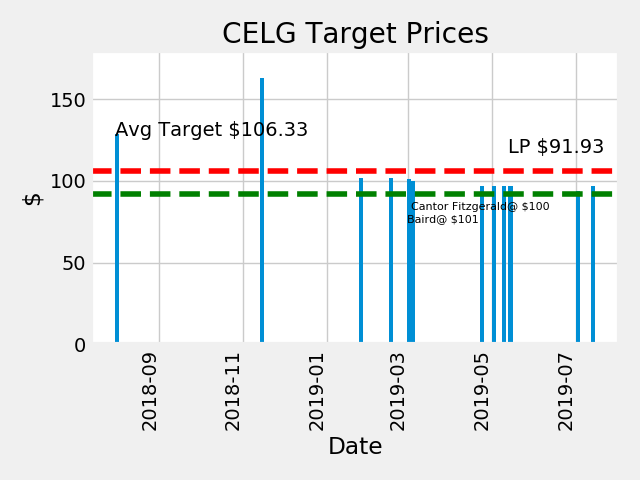 CELG Target Prices
Avg Target $106.33
LP $91.93
Cantor Fitzgerald@ $100
Baird@ $101
$
150
100
50
0
2018-09
2018-11
2019-01
2019-03
2019-05
2019-07
Date